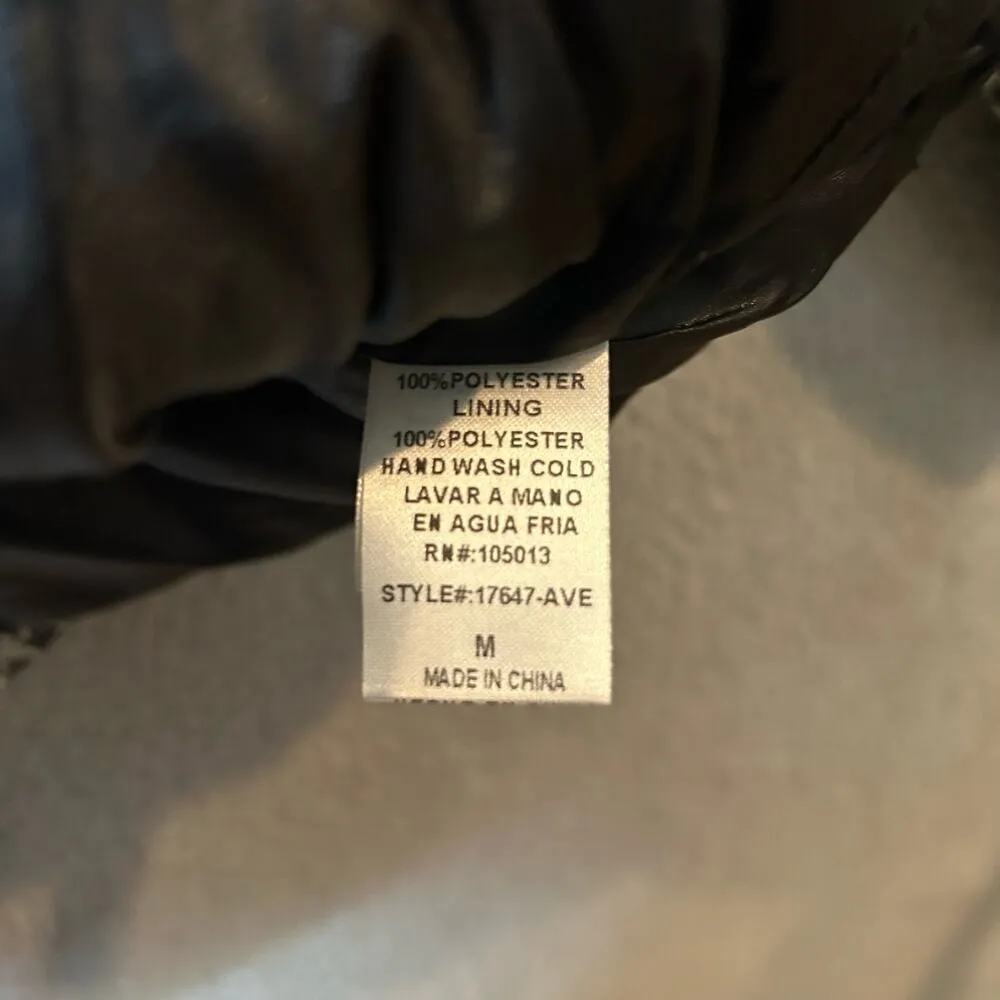 100%POLYESTER
LINING
100%POLYESTER
HAND WASH COLD
LAVAR A MANO
EN AGUA FRIA
RN#:105013
STYLE#:17647-AVE
M
MADE IN CHINA